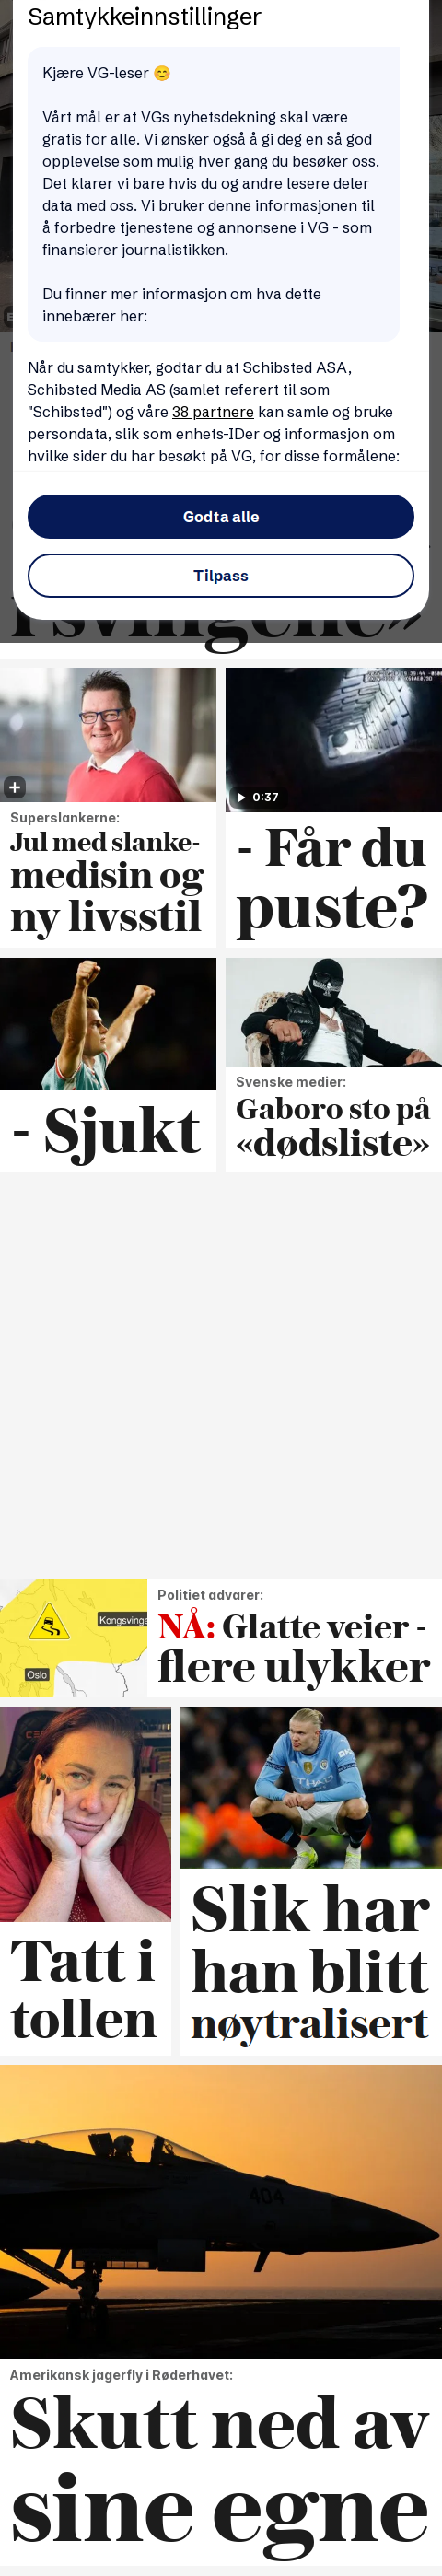 Samtykkeinnstillinger
Kjære VG-leser 😊
Vårt mål er at VGs nyhetsdekning skal være
gratis for alle. Vi ønsker også å gi deg en så god
opplevelse som mulig hver gang du besøker oss.
Det klarer vi bare hvis du og andre lesere deler
data med oss. Vi bruker denne informasjonen til
å forbedre tjenestene og annonsene i VG - som
finansierer journalistikken.
Du finner mer informasjon om hva dette
innebærer her:
Når du samtykker, godtar du at Schibsted ASA,
Schibsted Media AS (samlet referert til som
"Schibsted") og våre 38 partnere kan samle og bruke
persondata, slik som enhets-IDer og informasjon om
hvilke sider du har besøkt på VG, for disse formålene:
Godta alle
Tilpass
i svingene»
Superslankerne:
Jul med slanke-
medisin og
ny livsstil
0:37
- Får du
puste?
- Sjukt
Svenske medier:
Gaboro sto på
«dødsliste»
Kongsvinge
Oslo
Politiet advarer:
NÅ: Glatte veier -
flere ulykker
Tatt i
tollen
Slik har
han blitt
nøytralisert
404
Amerikansk jagerfly i Røderhavet:
Skutt ned av
sine egne